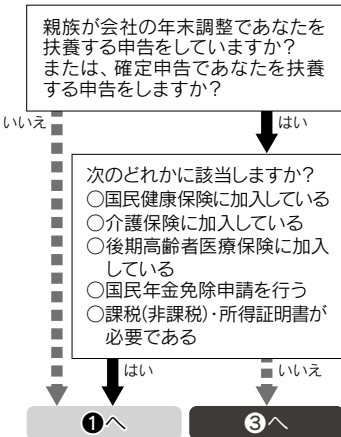 親族が会社の年末調整であなたを
扶養する申告をしていますか？
または、確定申告であなたを扶養
する申告をしますか？
いいえ
はい
次のどれかに該当しますか？
○国民健康保険に加入している
○介護保険に加入している
○後期高齢者医療保険に加入
している
○国民年金免除申請を行う
○課税(非課税)・所得証明書が
必要である
はい
いいえ
❶へ
❸へ